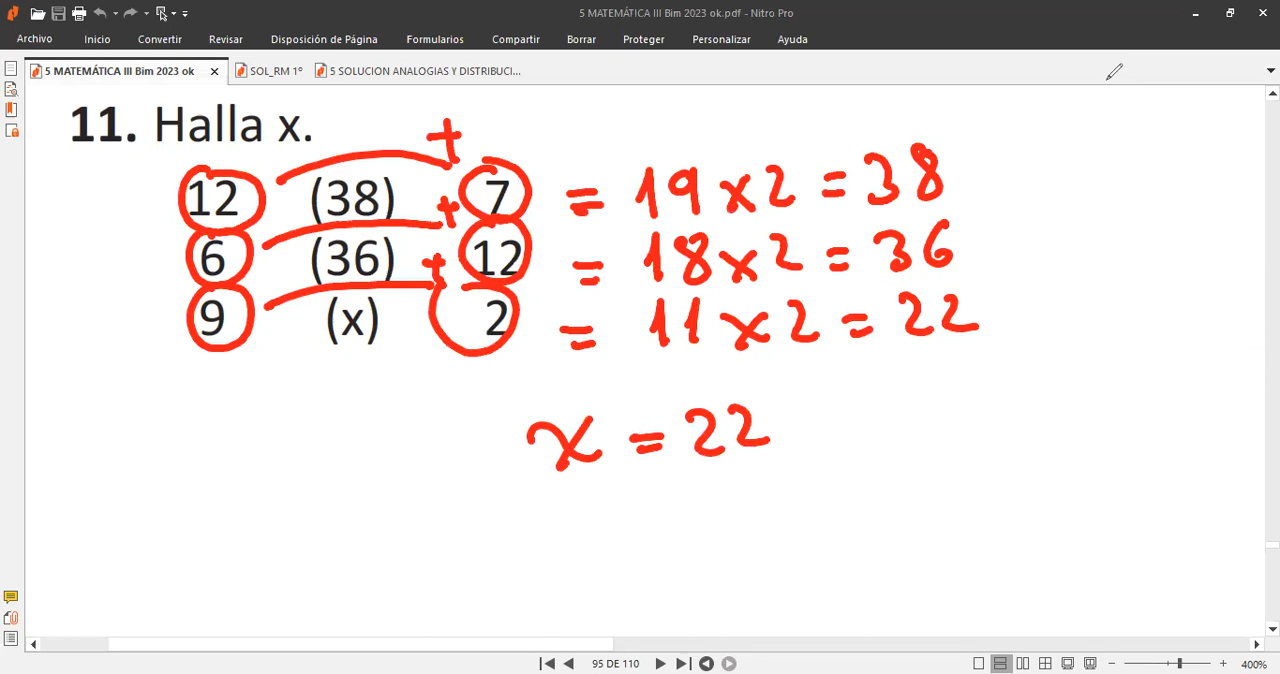 5 MATEMÁTICA III Bim 2023 ok.pdf - Nitro Pro
Archivo Inicio Convertir Revisar Disposición de Página Formularios Compartir Borrar Proteger Personalizar Ayuda
5 MATEMÁTICA III Bim 2023 ok SOL_RM 1° 5 SOLUCION ANALOGIAS Y DISTRIBUCI...
11. Halla x.
+
12 (38) 7 = 19 x 2 = 38
+
6 (36) 12 = 18 x 2 = 36
+
9 (x) 2 = 11 x 2 = 22
x = 22
95 DE 110 400%